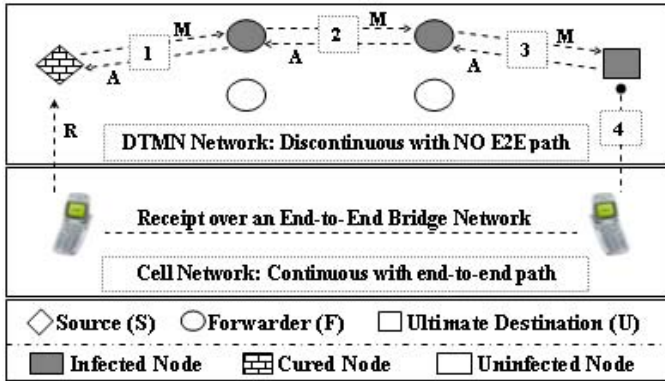 M
M
M
1
2
3
A
A
A
R
4
DTMN Network: Discontinuous with NO E2E path
Receipt over an End-to-End Bridge Network
Cell Network: Continuous with end-to-end path
Source (S) Forwarder (F) Ultimate Destination (U)
Infected Node Cured Node Uninfected Node